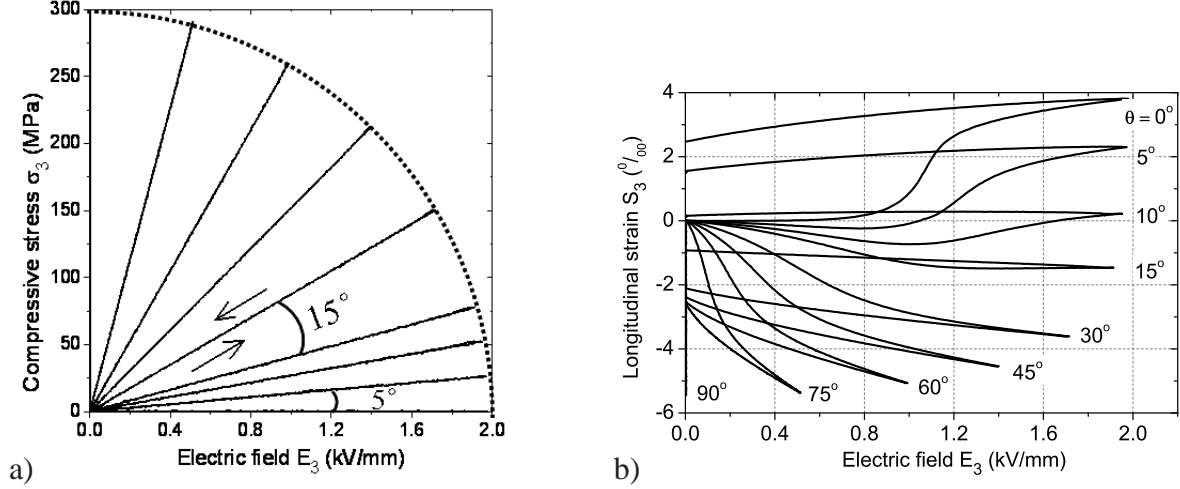 300
250
200
150
100
50
0
Compressive stress σ₃ (MPa)
15°
5°
0.0 0.4 0.8 1.2 1.6 2.0
Electric field E₃ (kV/mm)
a)
4
2
0
-2
-4
-6
Longitudinal strain S₃ (⁰/₀₀)
θ = 0°
5°
10°
15°
30°
45°
60°
75°
90°
0.0 0.4 0.8 1.2 1.6 2.0
Electric field E₃ (kV/mm)
b)